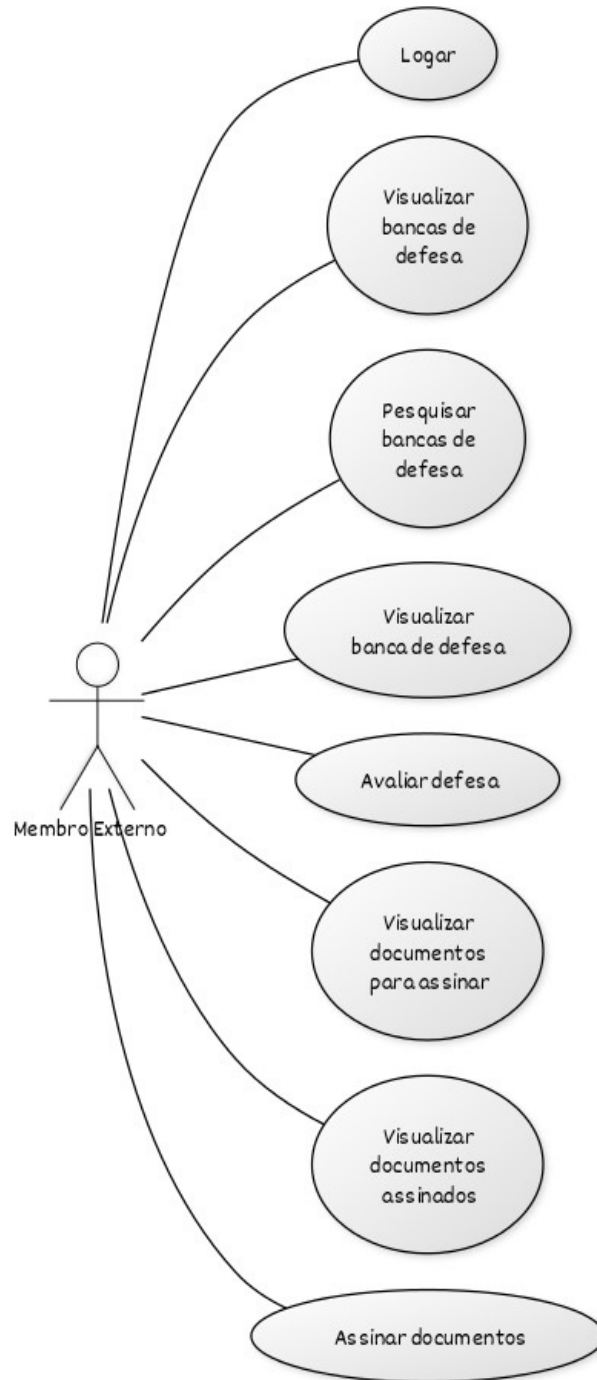 Logar
Visualizar
bancas de
defesa
Pesquisar
bancas de
defesa
Visualizar
banca de defesa
Avaliar defesa
Membro Externo
Visualizar
documentos
para assinar
Visualizar
documentos
assinados
Assinar documentos